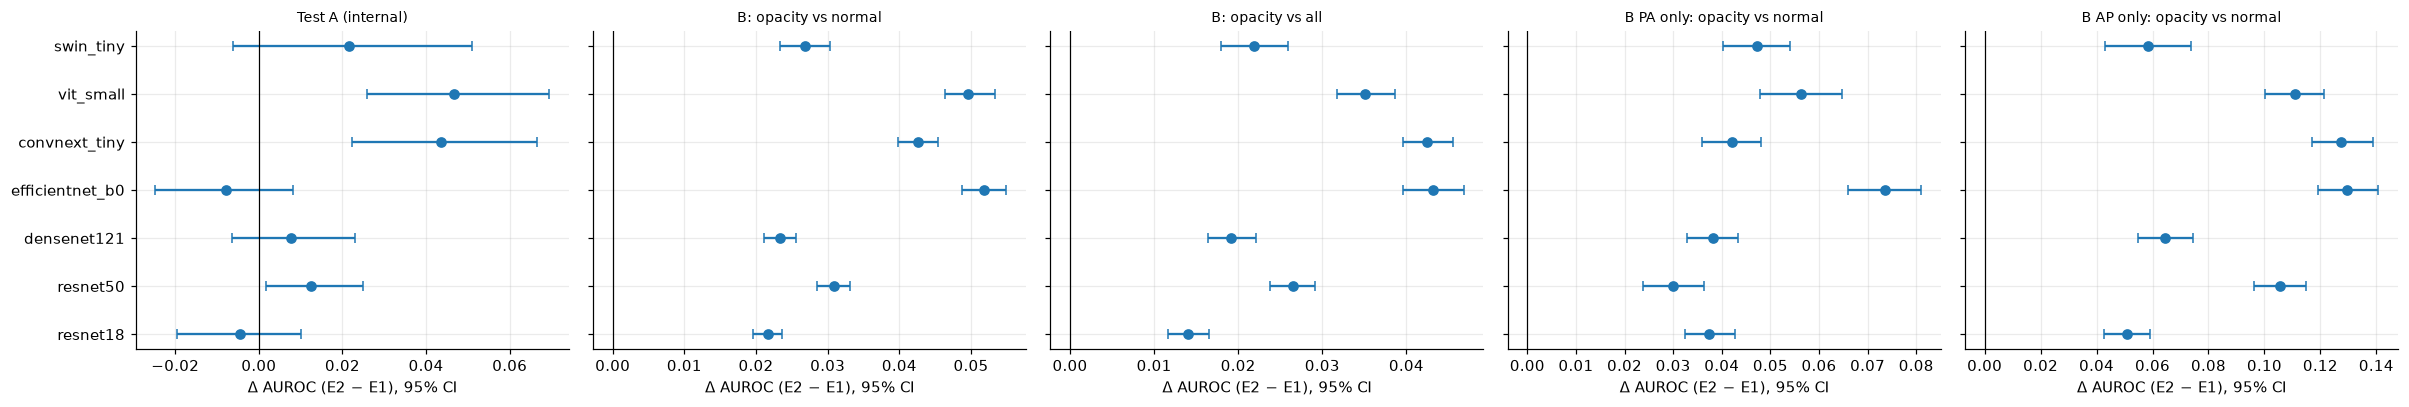 Test A (internal)
B: opacity vs normal
B: opacity vs all
B PA only: opacity vs normal
B AP only: opacity vs normal
swin_tiny
vit_small
convnext_tiny
efficientnet_b0
densenet121
resnet50
resnet18
−0.02 0.00 0.02 0.04 0.06
0.00 0.01 0.02 0.03 0.04 0.05
0.00 0.01 0.02 0.03 0.04
0.00 0.01 0.02 0.03 0.04 0.05 0.06 0.07 0.08
0.00 0.02 0.04 0.06 0.08 0.10 0.12 0.14
Δ AUROC (E2 − E1), 95% CI
Δ AUROC (E2 − E1), 95% CI
Δ AUROC (E2 − E1), 95% CI
Δ AUROC (E2 − E1), 95% CI
Δ AUROC (E2 − E1), 95% CI